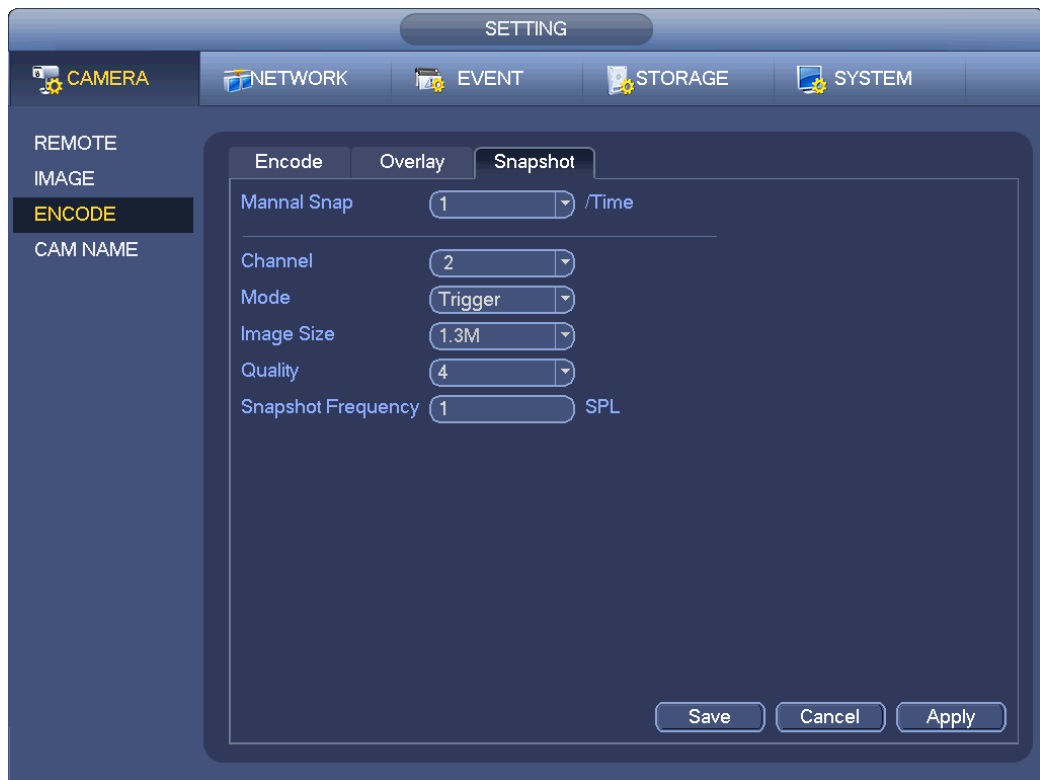 SETTING
CAMERA NETWORK EVENT STORAGE SYSTEM
REMOTE
IMAGE
ENCODE
CAM NAME
Encode Overlay Snapshot
Mannal Snap 1 /Time
Channel 2
Mode Trigger
Image Size 1.3M
Quality 4
Snapshot Frequency 1 SPL
Save Cancel Apply